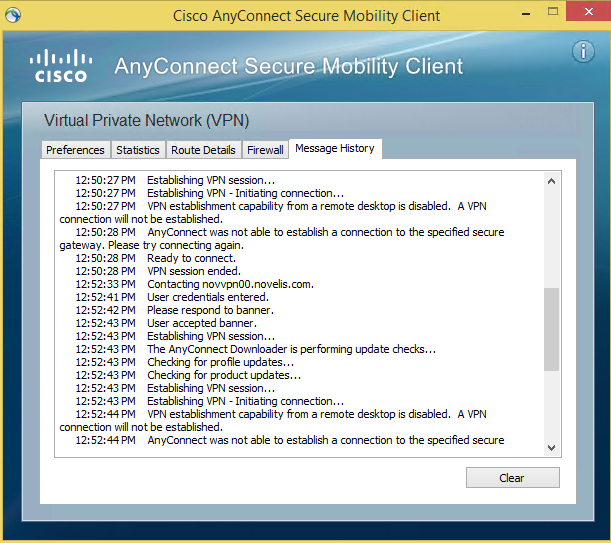 Cisco AnyConnect Secure Mobility Client
CISCO
AnyConnect Secure Mobility Client
Virtual Private Network (VPN)
Preferences Statistics Route Details Firewall Message History
12:50:27 PM Establishing VPN session...
12:50:27 PM Establishing VPN - Initiating connection...
12:50:27 PM VPN establishment capability from a remote desktop is disabled. A VPN
connection will not be established.
12:50:28 PM AnyConnect was not able to establish a connection to the specified secure
gateway. Please try connecting again.
12:50:28 PM Ready to connect.
12:50:28 PM VPN session ended.
12:52:33 PM Contacting novvpn00.novelis.com.
12:52:41 PM User credentials entered.
12:52:42 PM Please respond to banner.
12:52:43 PM User accepted banner.
12:52:43 PM Establishing VPN session...
12:52:43 PM The AnyConnect Downloader is performing update checks...
12:52:43 PM Checking for profile updates...
12:52:43 PM Checking for product updates...
12:52:43 PM Establishing VPN session...
12:52:43 PM Establishing VPN - Initiating connection...
12:52:44 PM VPN establishment capability from a remote desktop is disabled. A VPN
connection will not be established.
12:52:44 PM AnyConnect was not able to establish a connection to the specified secure
Clear